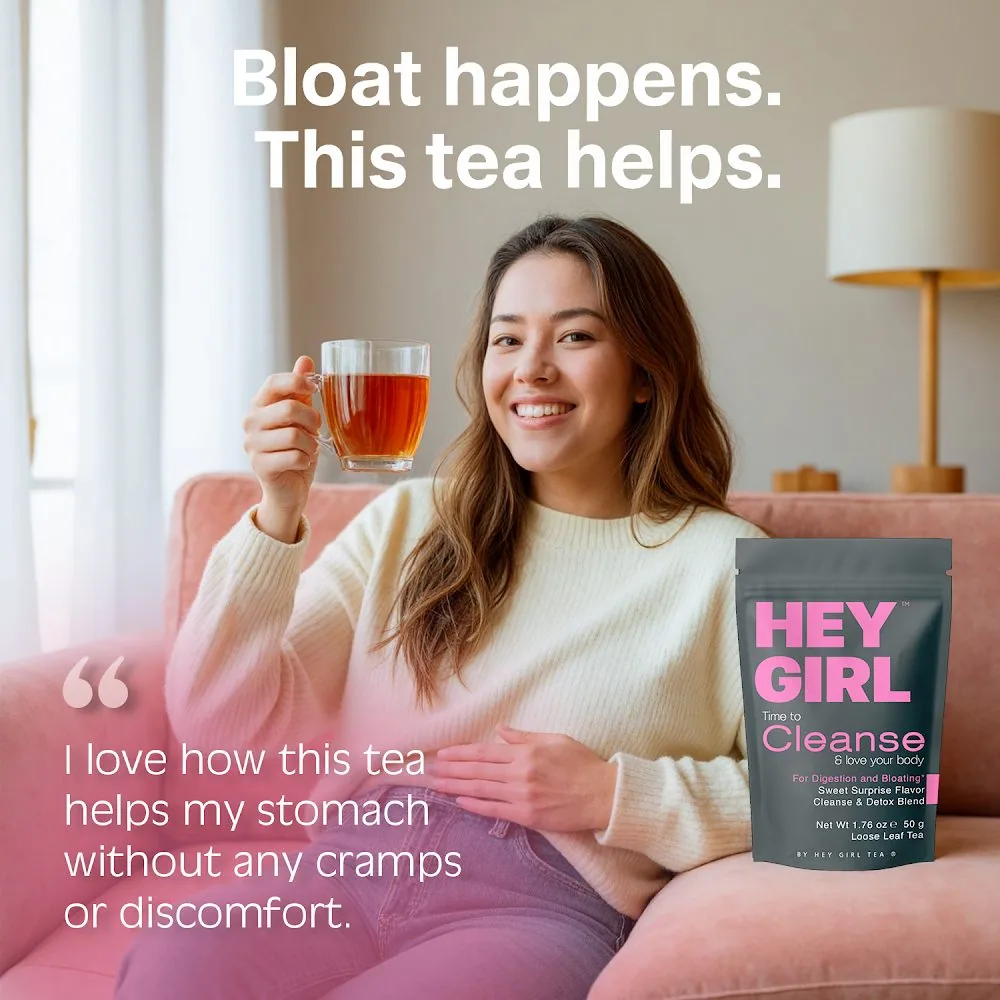 Bloat happens.
This tea helps.
“
I love how this tea
helps my stomach
without any cramps
or discomfort.
HEY™
GIRL
Time to
Cleanse
& love your body
For Digestion and Bloating*
Sweet Surprise Flavor
Cleanse & Detox Blend
Net Wt 1.76 oz ℮ 50 g
Loose Leaf Tea
BY HEY GIRL TEA ®